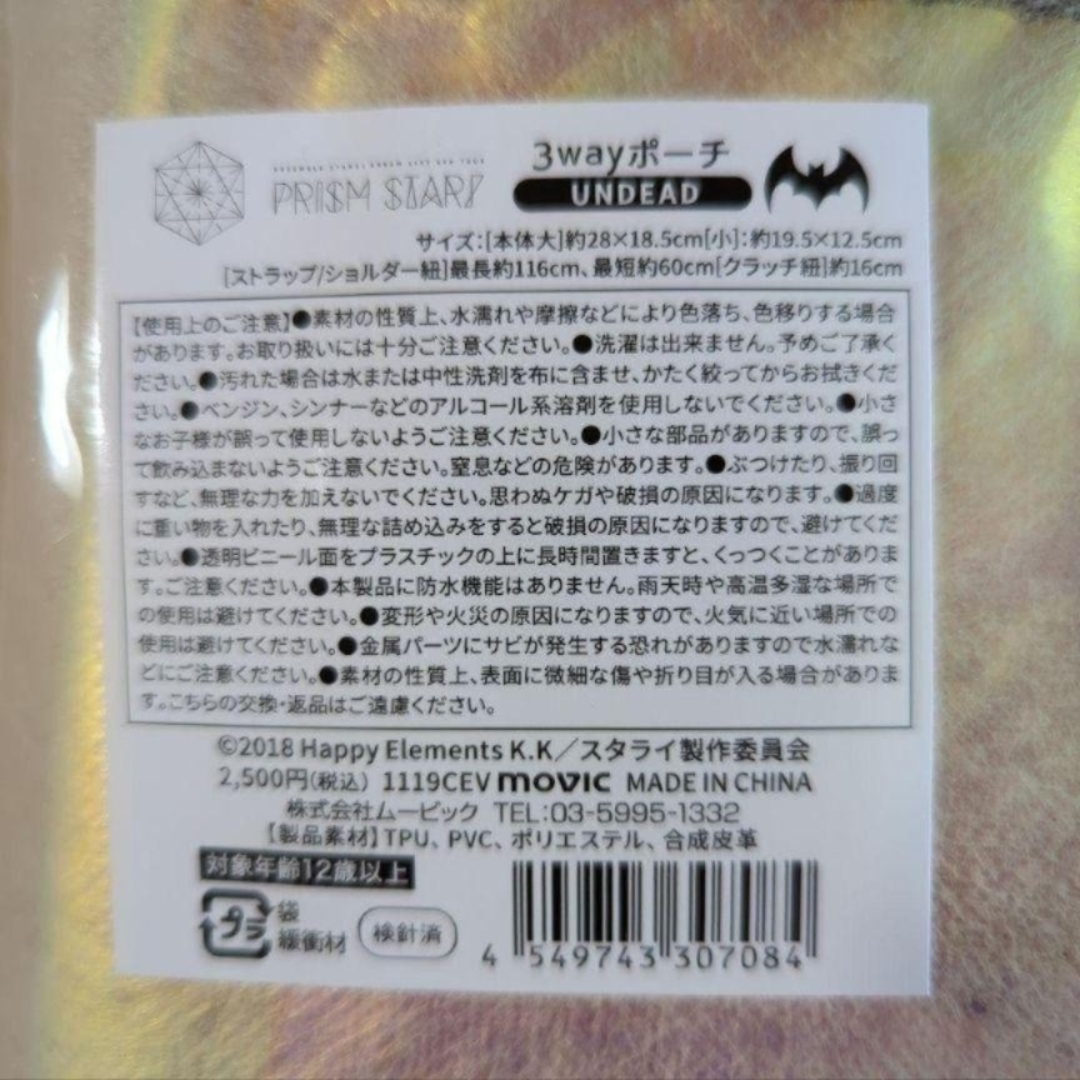 3wayポーチ
PRISM STAR!
UNDEAD
サイズ:[本体大]約28×18.5cm[小]:約19.5×12.5cm
[ストラップ/ショルダー紐]最長約116cm、最短約60cm[クラッチ紐]約16cm
【使用上のご注意】●素材の性質上、水濡れや摩擦などにより色落ち、色移りする場合
があります。お取り扱いには十分ご注意ください。●洗濯は出来ません。予めご了承く
ださい。●汚れた場合は水または中性洗剤を布に含ませ、かたく絞ってからお拭きくだ
さい。●ベンジン、シンナーなどのアルコール系溶剤を使用しないでください。●小さ
なお子様が誤って使用しないようご注意ください。●小さな部品がありますので、誤っ
て飲み込まないようご注意ください。窒息などの危険があります。●ぶつけたり、振り回
すなど、無理な力を加えないでください。思わぬケガや破損の原因になります。●過度
に重い物を入れたり、無理な詰め込みをすると破損の原因になりますので、避けてくだ
さい。●透明ビニール面をプラスチックの上に長時間置きますと、くっつくことがありま
す。ご注意ください。●本製品に防水機能はありません。雨天時や高温多湿な場所で
の使用は避けてください。●変形や火災の原因になりますので、火気に近い場所での
使用は避けてください。●金属パーツにサビが発生する恐れがありますので水濡れな
どにご注意ください。●素材の性質上、表面に微細な傷や折り目が入る場合がありま
す。こちらの交換・返品はご遠慮ください。
©2018 Happy Elements K.K／スタライ製作委員会
2,500円(税込) 1119CEV movic MADE IN CHINA
株式会社ムービック TEL:03-5995-1332
【製品素材】TPU、PVC、ポリエステル、合成皮革
対象年齢12歳以上
プラ 袋
緩衝材
検針済
4 549743 307084